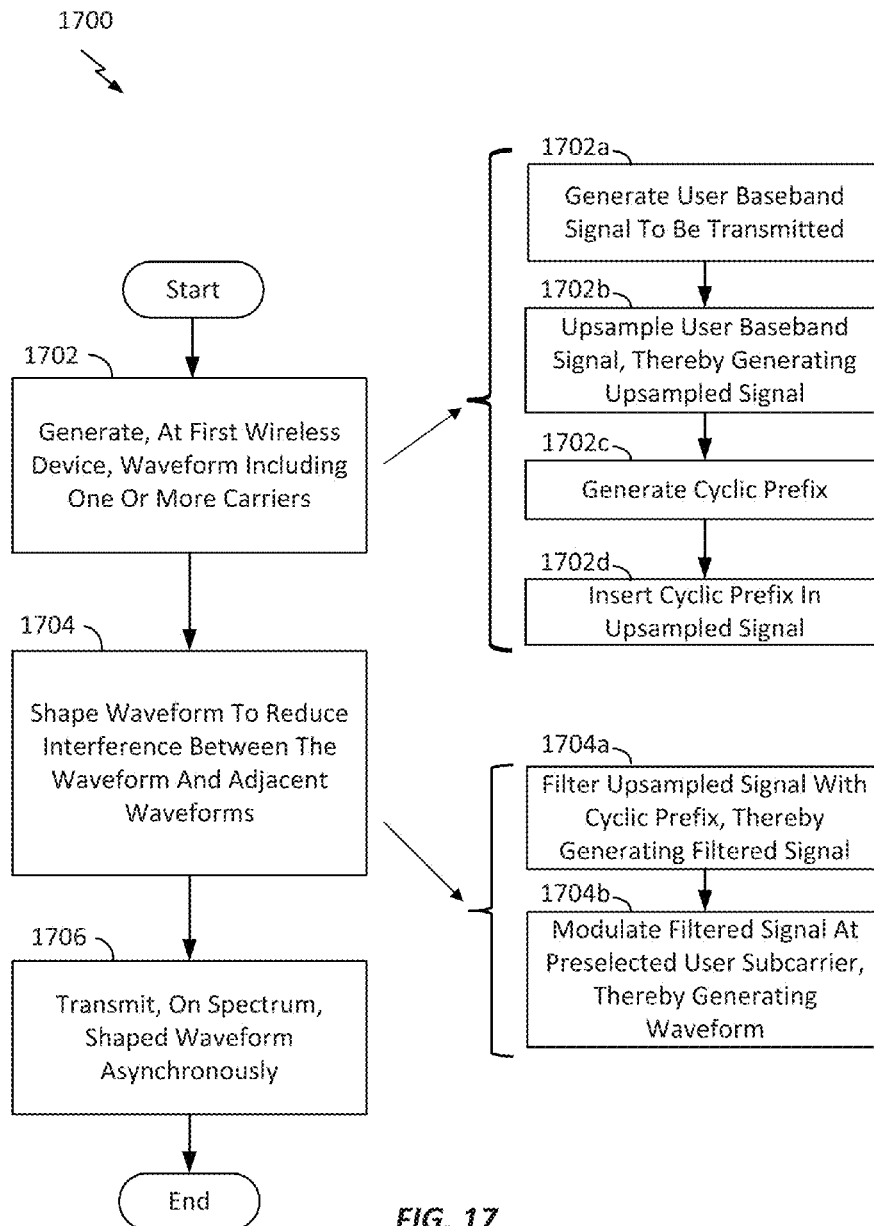 1700
Start
1702
Generate, At First Wireless
Device, Waveform Including
One Or More Carriers
1704
Shape Waveform To Reduce
Interference Between The
Waveform And Adjacent
Waveforms
1706
Transmit, On Spectrum,
Shaped Waveform
Asynchronously
End
1702a
Generate User Baseband
Signal To Be Transmitted
1702b
Upsample User Baseband
Signal, Thereby Generating
Upsampled Signal
1702c
Generate Cyclic Prefix
1702d
Insert Cyclic Prefix In
Upsampled Signal
1704a
Filter Upsampled Signal With
Cyclic Prefix, Thereby
Generating Filtered Signal
1704b
Modulate Filtered Signal At
Preselected User Subcarrier,
Thereby Generating
Waveform
FIG. 17